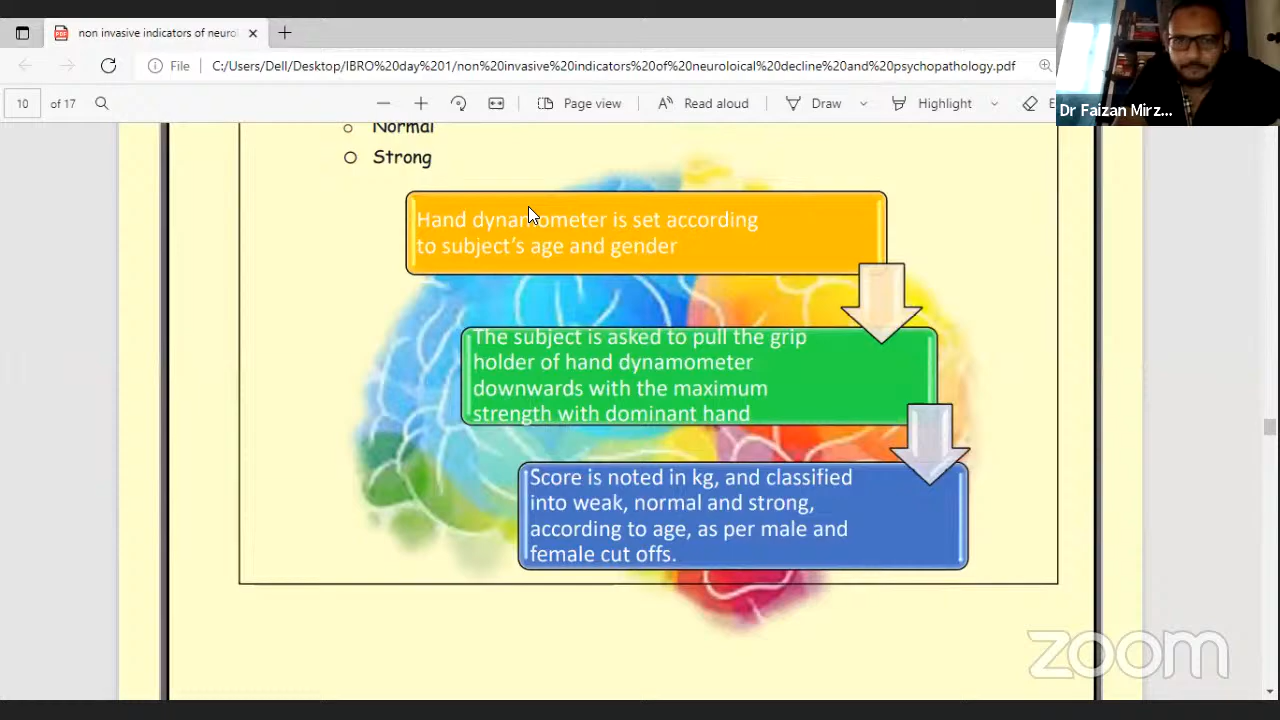 non invasive indicators of neuro
File
C:/Users/Dell/Desktop/IBRO%20day%201/non%20invasive%20indicators%20of%20neuroloical%20decline%20and%20psychopathology.pdf
10 of 17
Page view
Read aloud
Draw
Highlight
Dr Faizan Mirz...
Normal
Strong
Hand dynamometer is set according
to subject's age and gender
The subject is asked to pull the grip
holder of hand dynamometer
downwards with the maximum
strength with dominant hand
Score is noted in kg, and classified
into weak, normal and strong,
according to age, as per male and
female cut offs.
zoom